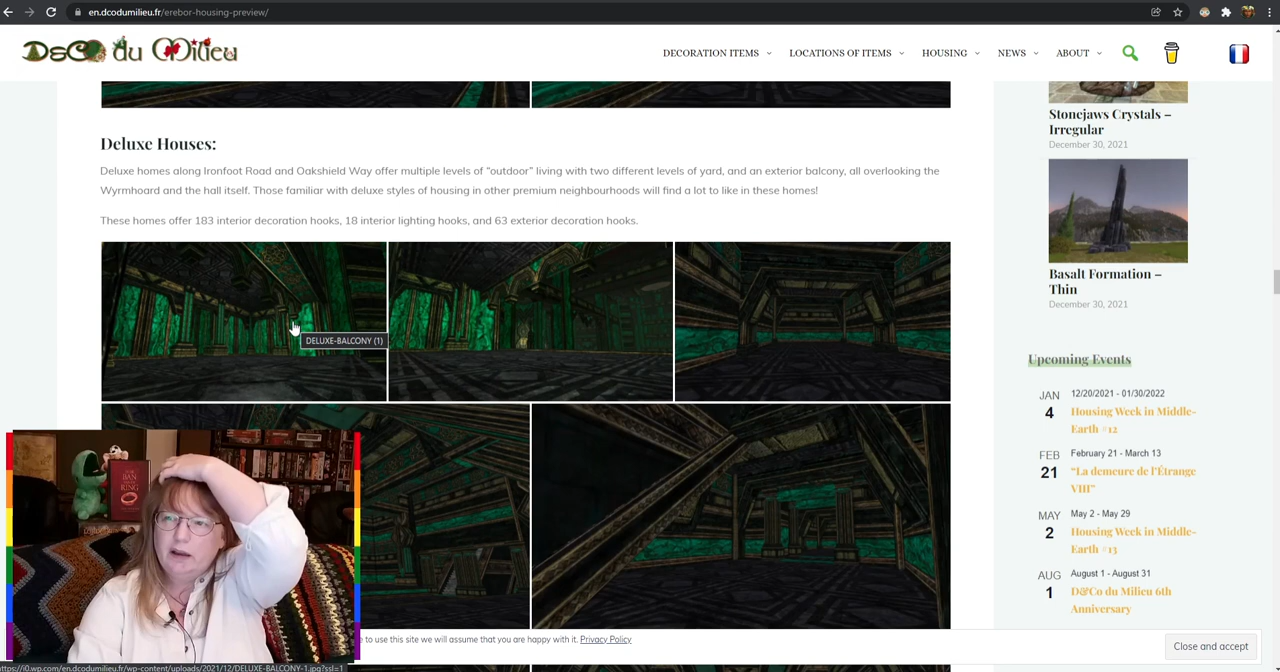 en.dcodumilieu.fr/erebor-housing-preview/
D&CO du Milieu
DECORATION ITEMS
LOCATIONS OF ITEMS
HOUSING
NEWS
ABOUT
Deluxe Houses:
Deluxe homes along Ironfoot Road and Oakshield Way offer multiple levels of “outdoor” living with two different levels of yard, and an exterior balcony, all overlooking the
Wyrmhoard and the hall itself. Those familiar with deluxe styles of housing in other premium neighbourhoods will find a lot to like in these homes!
These homes offer 183 interior decoration hooks, 18 interior lighting hooks, and 63 exterior decoration hooks.
DELUXE-BALCONY (1)
Stonejaws Crystals –
Irregular
December 30, 2021
Basalt Formation –
Thin
December 30, 2021
Upcoming Events
JAN
4
12/20/2021 - 01/30/2022
Housing Week in Middle-
Earth #12
FEB
21
February 21 - March 13
“La demeure de l’Étrange
VIII”
MAY
2
May 2 - May 29
Housing Week in Middle-
Earth #13
AUG
1
August 1 - August 31
D&Co du Milieu 6th
Anniversary
e to use this site we will assume that you are happy with it. Privacy Policy
Close and accept
https://i0.wp.com/en.dcodumilieu.fr/wp-content/uploads/2021/12/DELUXE-BALCONY-1.jpg?ssl=1